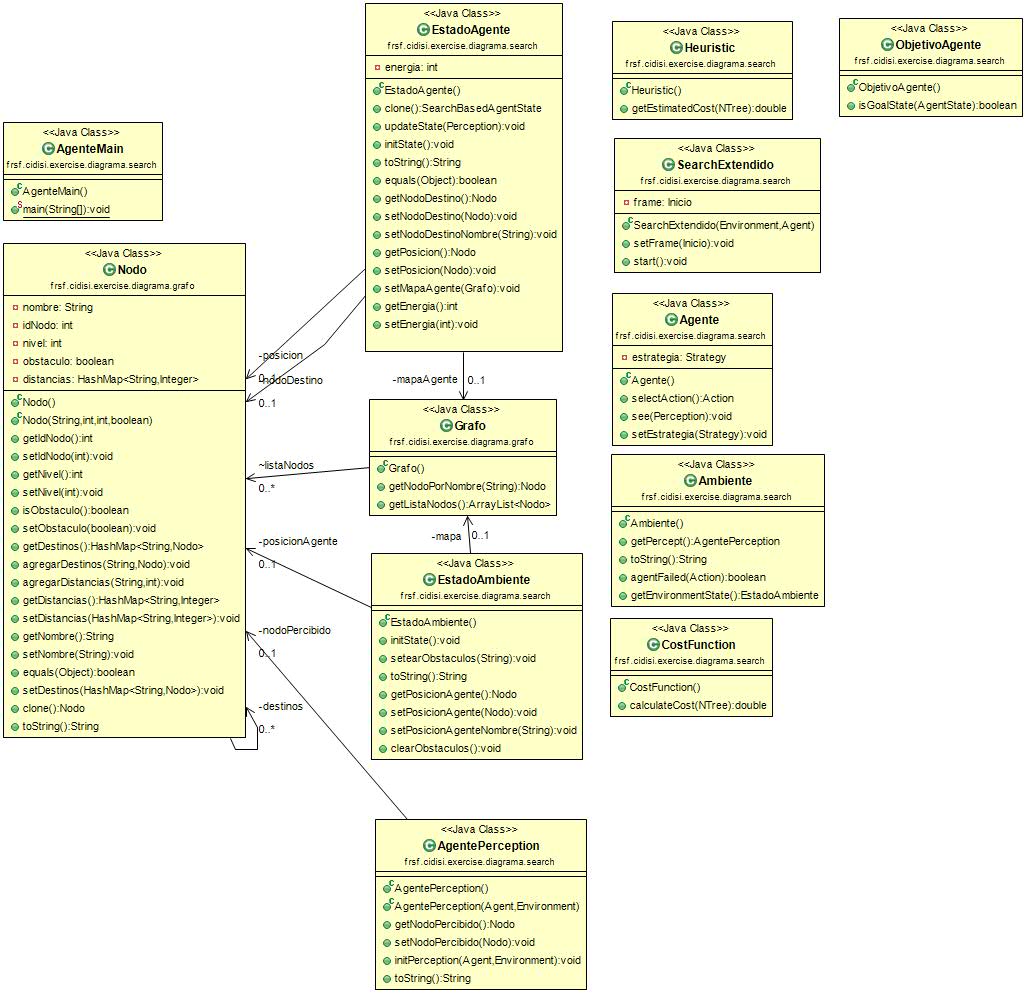 <<Java Class>>
AgenteMain
frsf.cidisi.exercise.diagrama.search
AgenteMain()
main(String[]):void
<<Java Class>>
Nodo
frsf.cidisi.exercise.diagrama.grafo
nombre: String
idNodo: int
nivel: int
obstaculo: boolean
distancias: HashMap<String,Integer>
Nodo()
Nodo(String,int,int,boolean)
getIdNodo():int
setIdNodo(int):void
getNivel():int
setNivel(int):void
isObstaculo():boolean
setObstaculo(boolean):void
getDestinos():HashMap<String,Nodo>
agregarDestinos(String,Nodo):void
agregarDistancias(String,int):void
getDistancias():HashMap<String,Integer>
setDistancias(HashMap<String,Integer>):void
getNombre():String
setNombre(String):void
equals(Object):boolean
setDestinos(HashMap<String,Nodo>):void
clone():Nodo
toString():String
-posicion
0..1
-nodoDestino
0..1
~listaNodos
0..*
-posicionAgente
0..1
-nodoPercibido
0..1
-destinos
0..*
<<Java Class>>
EstadoAgente
frsf.cidisi.exercise.diagrama.search
energia: int
EstadoAgente()
clone():SearchBasedAgentState
updateState(Perception):void
initState():void
toString():String
equals(Object):boolean
getNodoDestino():Nodo
setNodoDestino(Nodo):void
setNodoDestinoNombre(String):void
getPosicion():Nodo
setPosicion(Nodo):void
setMapaAgente(Grafo):void
getEnergia():int
setEnergia(int):void
-mapaAgente
0..1
<<Java Class>>
Grafo
frsf.cidisi.exercise.diagrama.grafo
Grafo()
getNodoPorNombre(String):Nodo
getListaNodos():ArrayList<Nodo>
-mapa
0..1
<<Java Class>>
EstadoAmbiente
frsf.cidisi.exercise.diagrama.search
EstadoAmbiente()
initState():void
setearObstaculos(String):void
toString():String
getPosicionAgente():Nodo
setPosicionAgente(Nodo):void
setPosicionAgenteNombre(String):void
clearObstaculos():void
<<Java Class>>
AgentePerception
frsf.cidisi.exercise.diagrama.search
AgentePerception()
AgentePerception(Agent,Environment)
getNodoPercibido():Nodo
setNodoPercibido(Nodo):void
initPerception(Agent,Environment):void
toString():String
<<Java Class>>
Heuristic
frsf.cidisi.exercise.diagrama.search
Heuristic()
getEstimatedCost(NTree):double
<<Java Class>>
ObjetivoAgente
frsf.cidisi.exercise.diagrama.search
ObjetivoAgente()
isGoalState(AgentState):boolean
<<Java Class>>
SearchExtendido
frsf.cidisi.exercise.diagrama.search
frame: Inicio
SearchExtendido(Environment,Agent)
setFrame(Inicio):void
start():void
<<Java Class>>
Agente
frsf.cidisi.exercise.diagrama.search
estrategia: Strategy
Agente()
selectAction():Action
see(Perception):void
setEstrategia(Strategy):void
<<Java Class>>
Ambiente
frsf.cidisi.exercise.diagrama.search
Ambiente()
getPercept():AgentePerception
toString():String
agentFailed(Action):boolean
getEnvironmentState():EstadoAmbiente
<<Java Class>>
CostFunction
frsf.cidisi.exercise.diagrama.search
CostFunction()
calculateCost(NTree):double